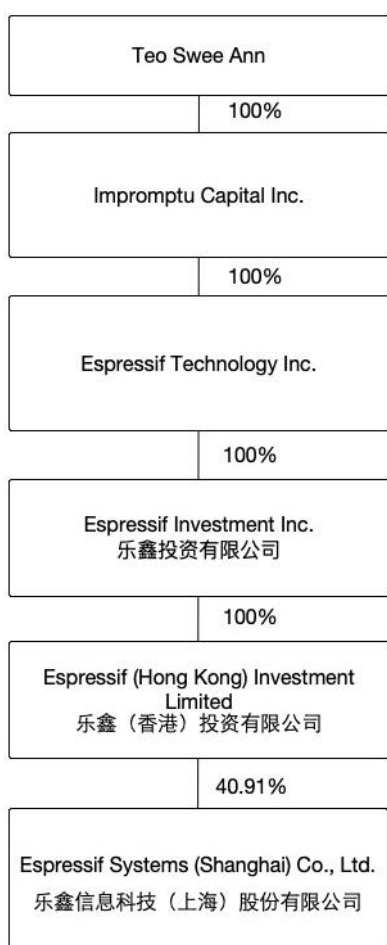 Teo Swee Ann
100%
Impromptu Capital Inc.
100%
Espressif Technology Inc.
100%
Espressif Investment Inc.
乐鑫投资有限公司
100%
Espressif (Hong Kong) Investment
Limited
乐鑫（香港）投资有限公司
40.91%
Espressif Systems (Shanghai) Co., Ltd.
乐鑫信息科技（上海）股份有限公司